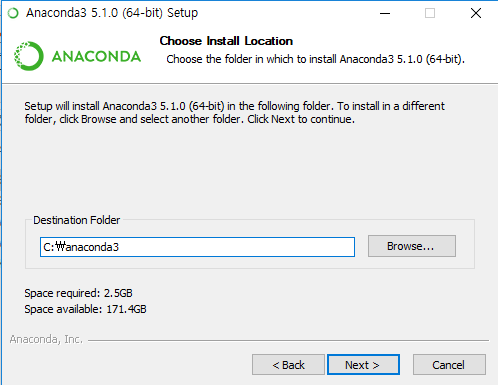 Anaconda3 5.1.0 (64-bit) Setup
ANACONDA
Choose Install Location
Choose the folder in which to install Anaconda3 5.1.0 (64-bit).
Setup will install Anaconda3 5.1.0 (64-bit) in the following folder. To install in a different
folder, click Browse and select another folder. Click Next to continue.
Destination Folder
C:₩anaconda3
Browse...
Space required: 2.5GB
Space available: 171.4GB
Anaconda, Inc.
< Back
Next >
Cancel